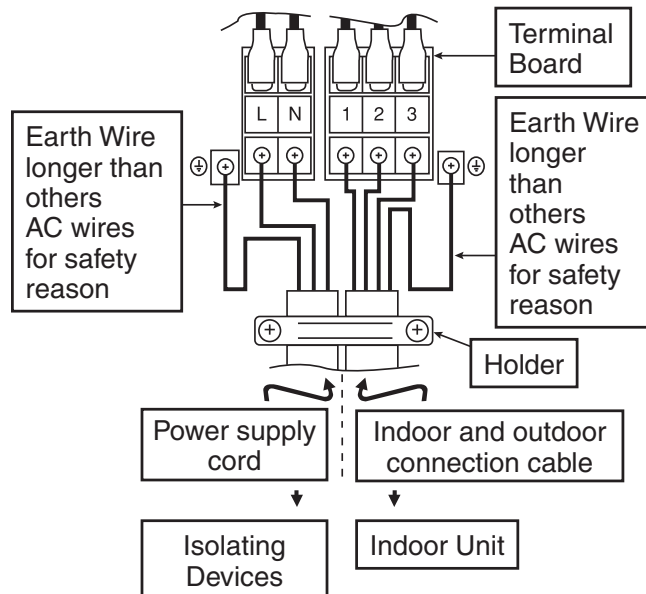 Terminal
Board
L N 1 2 3
Earth Wire
longer than
others
AC wires
for safety
reason
Earth Wire
longer
than
others
AC wires
for safety
reason
Holder
Power supply
cord
Indoor and outdoor
connection cable
Isolating
Devices
Indoor Unit